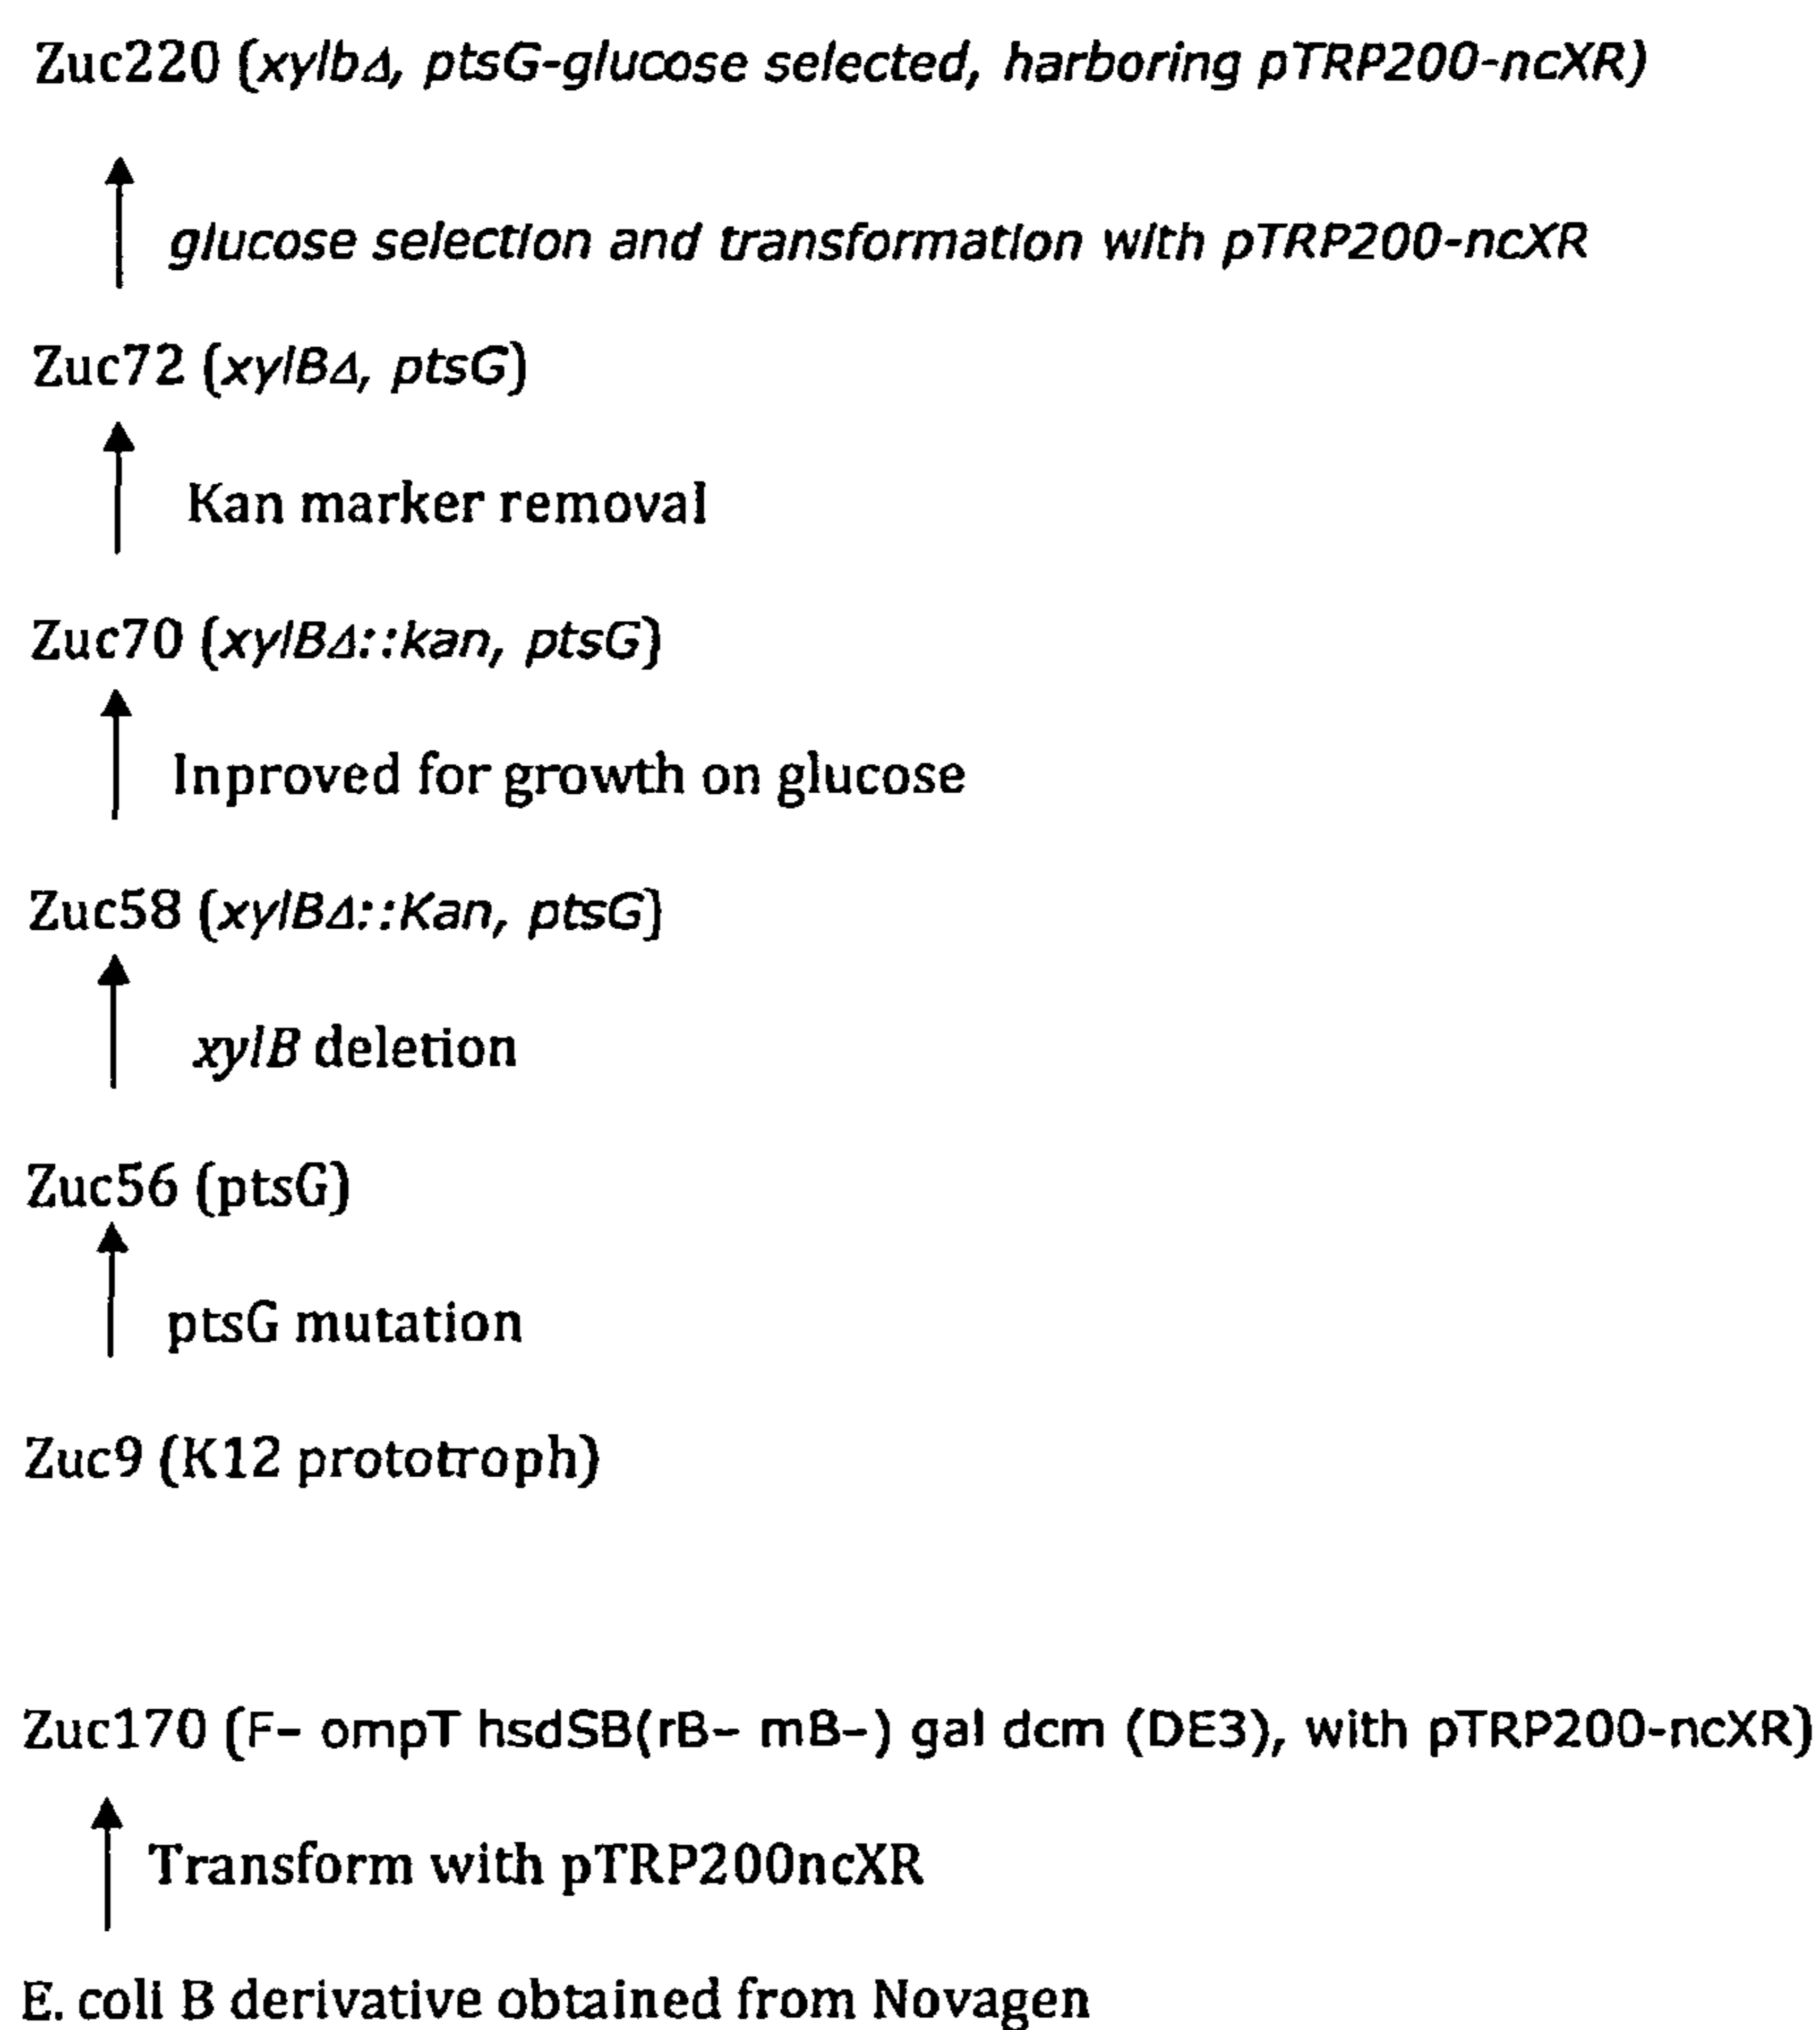 Zuc220 (xylbΔ, ptsG-glucose selected, harboring pTRP200-ncXR)
glucose selection and transformation with pTRP200-ncXR
Zuc72 (xylBΔ, ptsG)
Kan marker removal
Zuc70 (xylBΔ::kan, ptsG)
Inproved for growth on glucose
Zuc58 (xylBΔ::Kan, ptsG)
xylB deletion
Zuc56 (ptsG)
ptsG mutation
Zuc9 (K12 prototroph)
Zuc170 (F– ompT hsdSB(rB– mB–) gal dcm (DE3), with pTRP200-ncXR)
Transform with pTRP200ncXR
E. coli B derivative obtained from Novagen